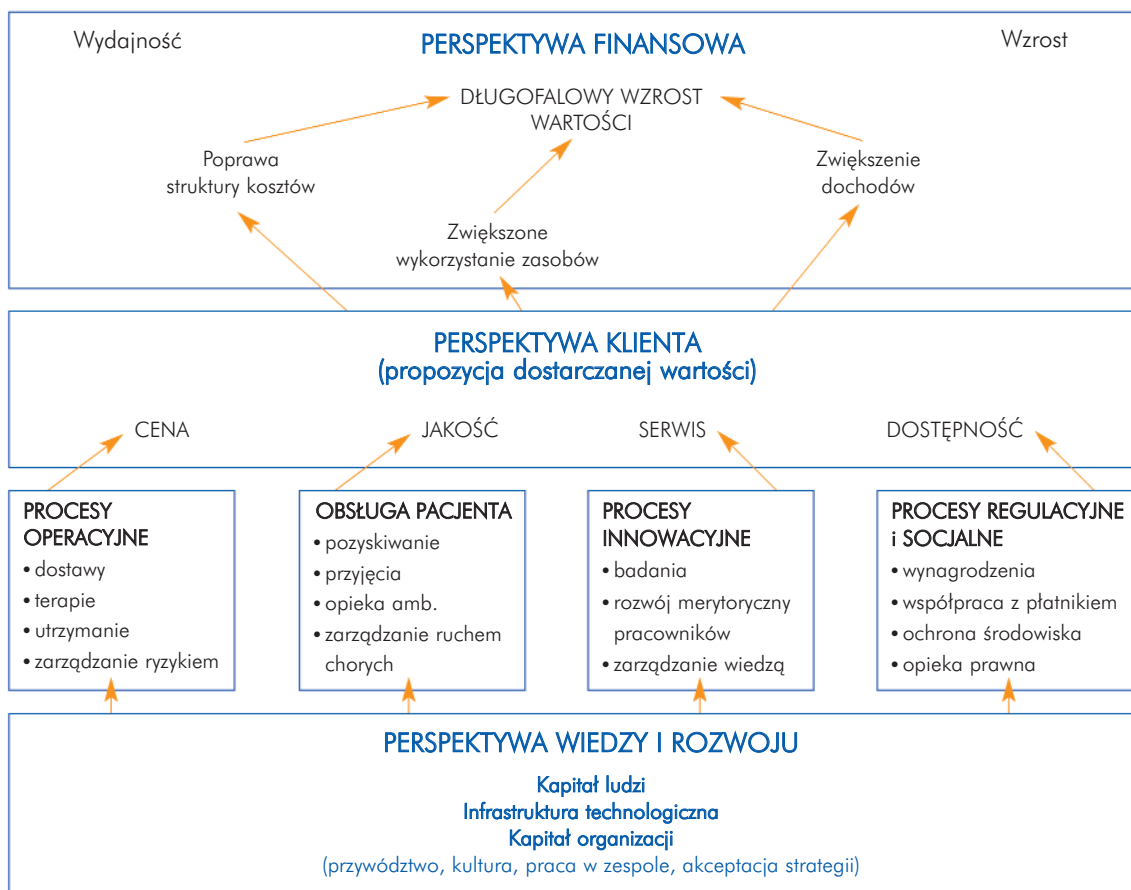 Wydajność
PERSPEKTYWA FINANSOWA
Wzrost
DŁUGOFALOWY WZROST
WARTOŚCI
Poprawa
struktury kosztów
Zwiększenie
dochodów
Zwiększone
wykorzystanie zasobów
PERSPEKTYWA KLIENTA
(propozycja dostarczanej wartości)
CENA
JAKOŚĆ
SERWIS
DOSTĘPNOŚĆ
PROCESY
OPERACYJNE
• dostawy
• terapie
• utrzymanie
• zarządzanie ryzykiem
OBSŁUGA PACJENTA
• pozyskiwanie
• przyjęcia
• opieka amb.
• zarządzanie ruchem
chorych
PROCESY
INNOWACYJNE
• badania
• rozwój merytoryczny
pracowników
• zarządzanie wiedzą
PROCESY REGULACYJNE
i SOCJALNE
• wynagrodzenia
• współpraca z płatnikiem
• ochrona środowiska
• opieka prawna
PERSPEKTYWA WIEDZY I ROZWOJU
Kapitał ludzi
Infrastruktura technologiczna
Kapitał organizacji
(przywództwo, kultura, praca w zespole, akceptacja strategii)